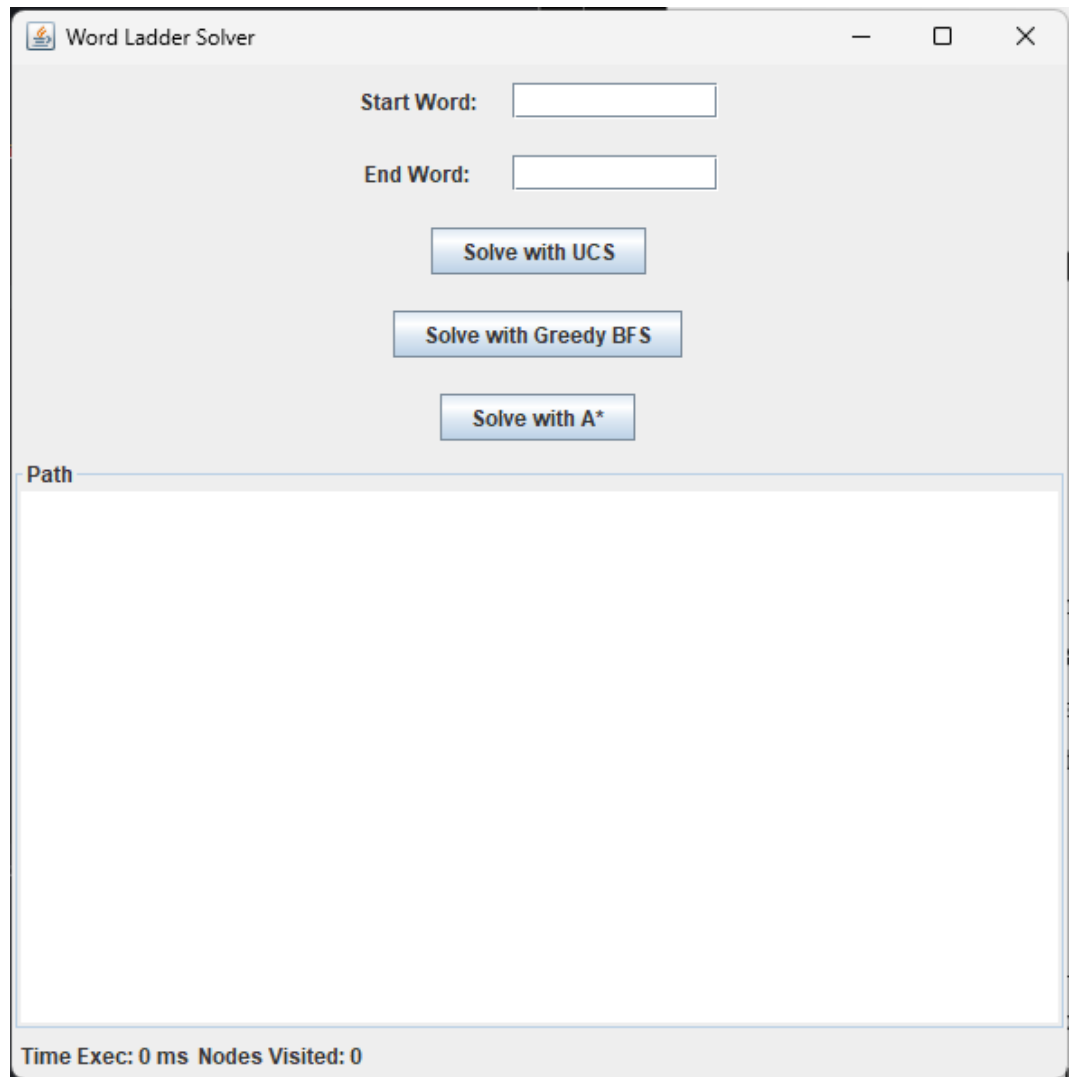 Word Ladder Solver
Start Word:
End Word:
Solve with UCS
Solve with Greedy BFS
Solve with A*
Path
Time Exec: 0 ms Nodes Visited: 0